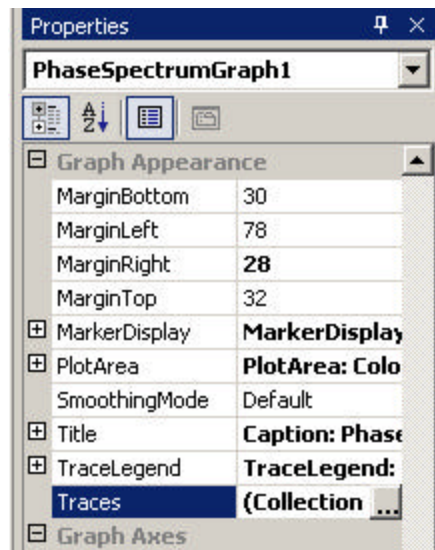 Properties
PhaseSpectrumGraph1
Graph Appearance
MarginBottom 30
MarginLeft 78
MarginRight 28
MarginTop 32
MarkerDisplay MarkerDisplay
PlotArea PlotArea: Colo
SmoothingMode Default
Title Caption: Phase
TraceLegend TraceLegend:
Traces (Collection ...
Graph Axes